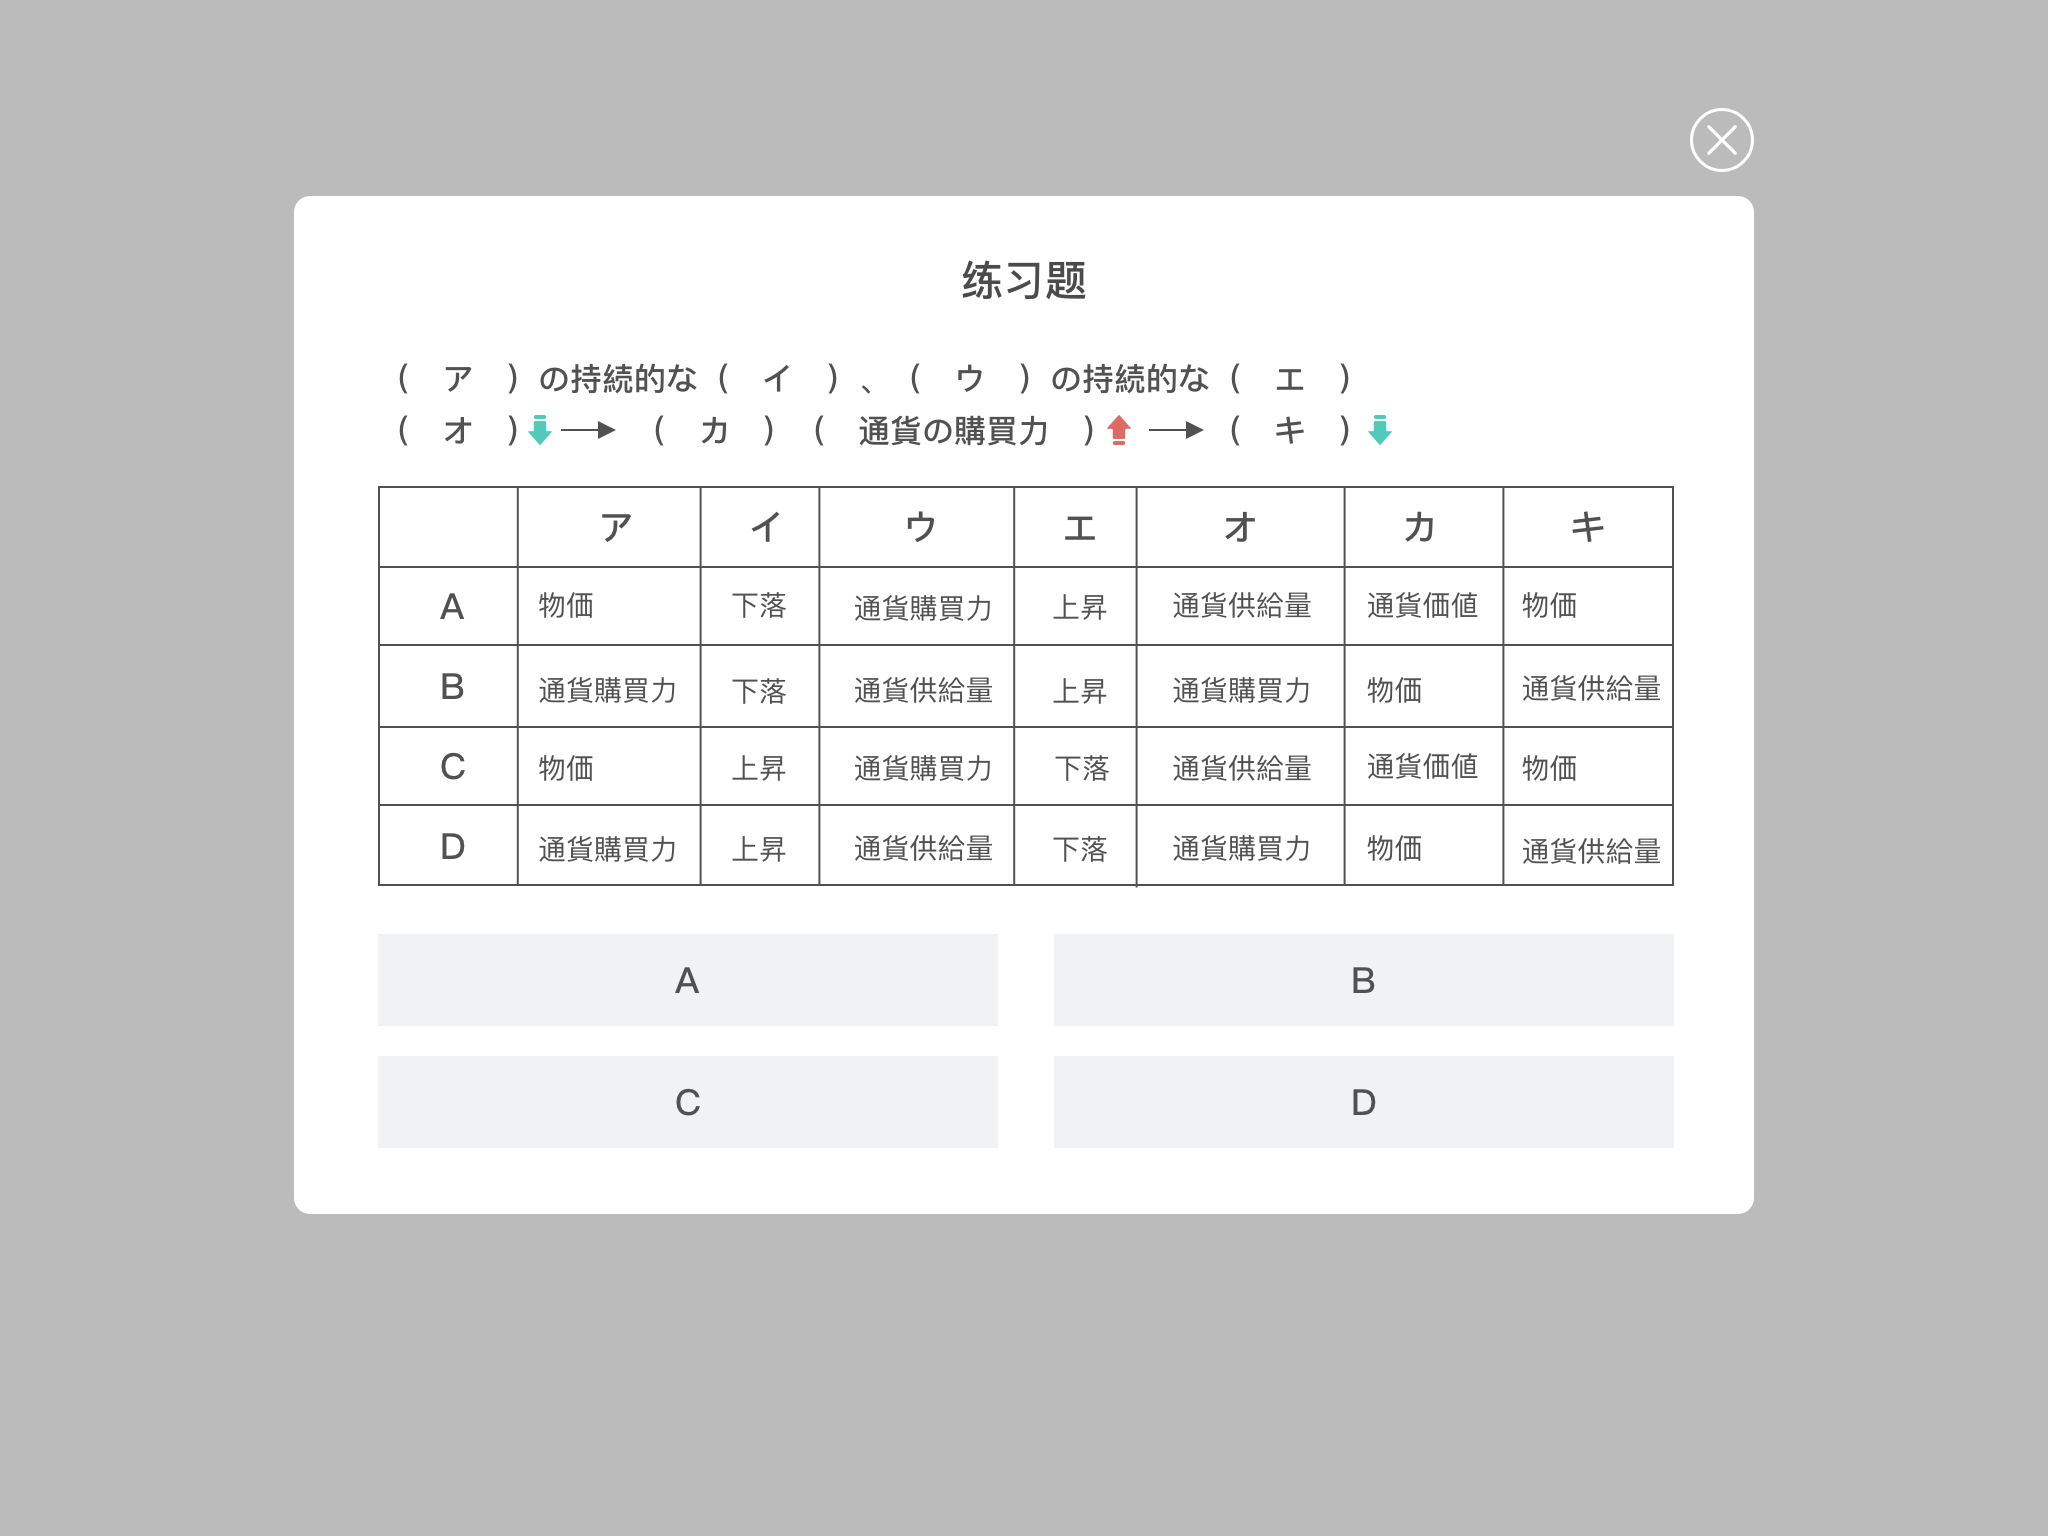 练习题
( ア )の持続的な( イ )、( ウ )の持続的な( エ )
( オ ) ( カ )( 通貨の購買力 ) ( キ )
ア イ ウ エ オ カ キ
A 物価 下落 通貨購買力 上昇 通貨供給量 通貨価値 物価
B 通貨購買力 下落 通貨供給量 上昇 通貨購買力 物価 通貨供給量
C 物価 上昇 通貨購買力 下落 通貨供給量 通貨価値 物価
D 通貨購買力 上昇 通貨供給量 下落 通貨購買力 物価 通貨供給量
A
B
C
D